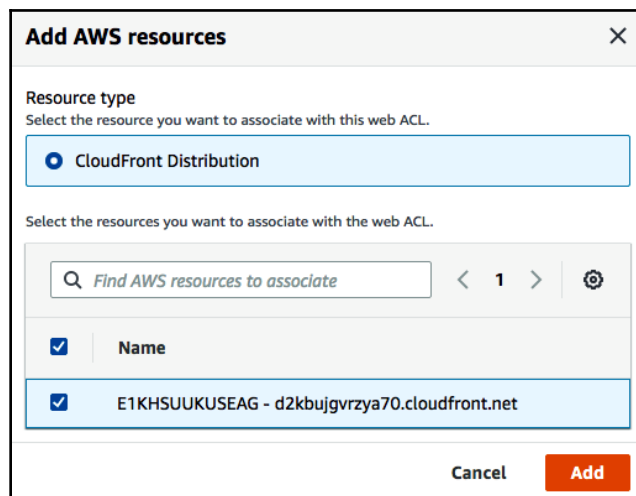 Add AWS resources
Resource type
Select the resource you want to associate with this web ACL.
CloudFront Distribution
Select the resources you want to associate with the web ACL.
Find AWS resources to associate
1
Name
E1KHSUUKUSEAG - d2kbujgvrzya70.cloudfront.net
Cancel
Add